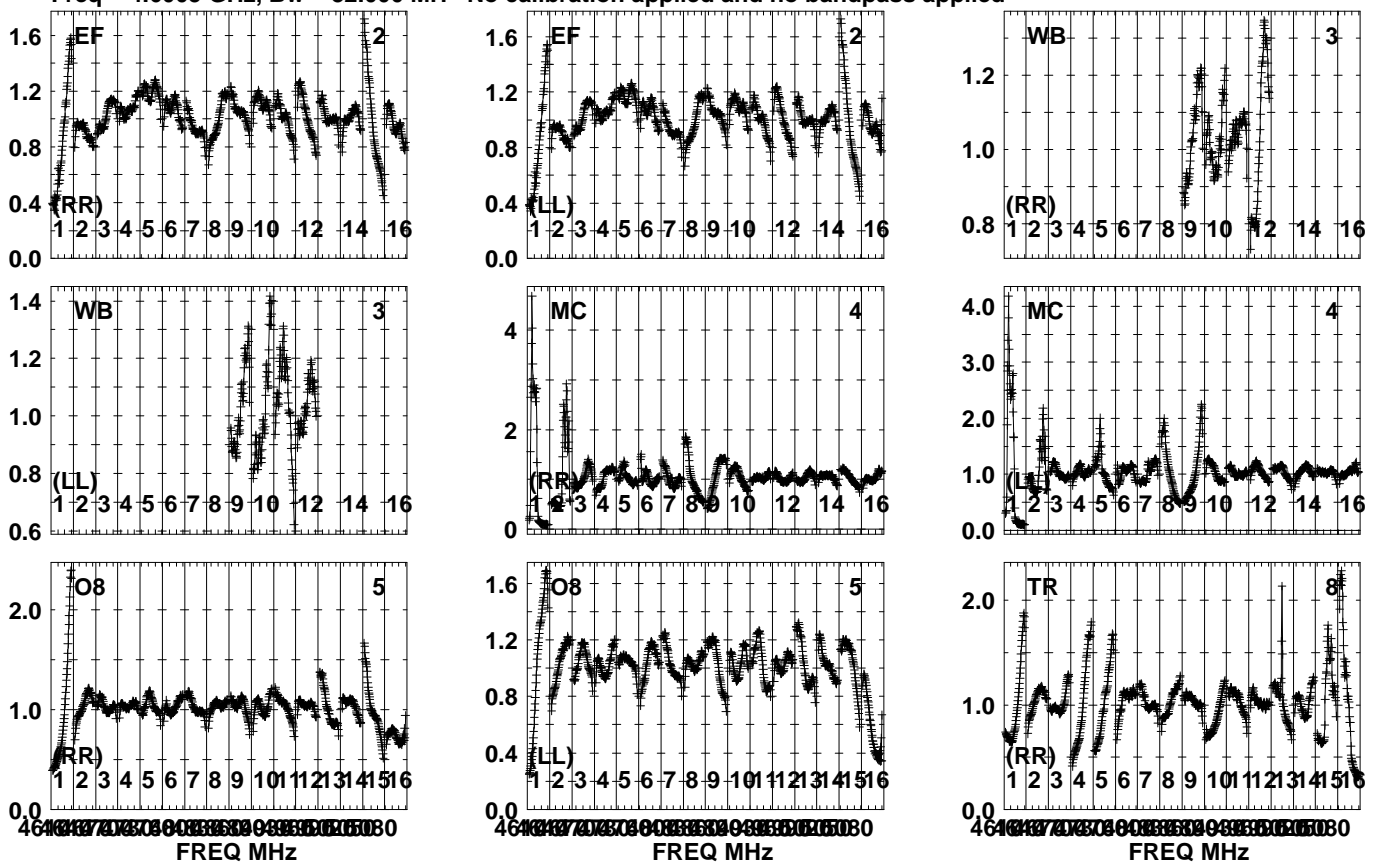 Freq GHz, MH No calibration applied and no bandpass applied
EF 2
1.6
1.2
0.8
0.4
0.0
(RR)
1 2 3 4 5 6 7 8 9 10 12 14 16
EF 2
1.6
1.2
0.8
0.4
0.0
(LL)
1 2 3 4 5 6 7 8 9 10 12 14 16
WB 3
1.2
1.0
0.8
(RR)
1 2 3 4 5 6 7 8 9 10 12 14 16
WB 3
1.4
1.2
1.0
0.8
0.6
(LL)
1 2 3 4 5 6 7 8 9 10 12 14 16
MC 4
4
2
0
(RR)
1 2 3 4 5 6 7 8 9 10 12 14 16
MC 4
4.0
3.0
2.0
1.0
0.0
(LL)
1 2 3 4 5 6 7 8 9 10 12 14 16
O8 5
2.0
1.0
0.0
(RR)
1 2 3 4 5 6 7 8 9 10 11 12 13 15 16
FREQ MHz
O8 5
1.6
1.2
0.8
0.4
0.0
(LL)
1 2 3 4 5 6 7 8 9 10 11 12 13 14 15 16
FREQ MHz
TR 8
2.0
1.0
0.0
(RR)
1 2 3 4 5 6 7 8 9 10 11 12 13 14 15 16
FREQ MHz